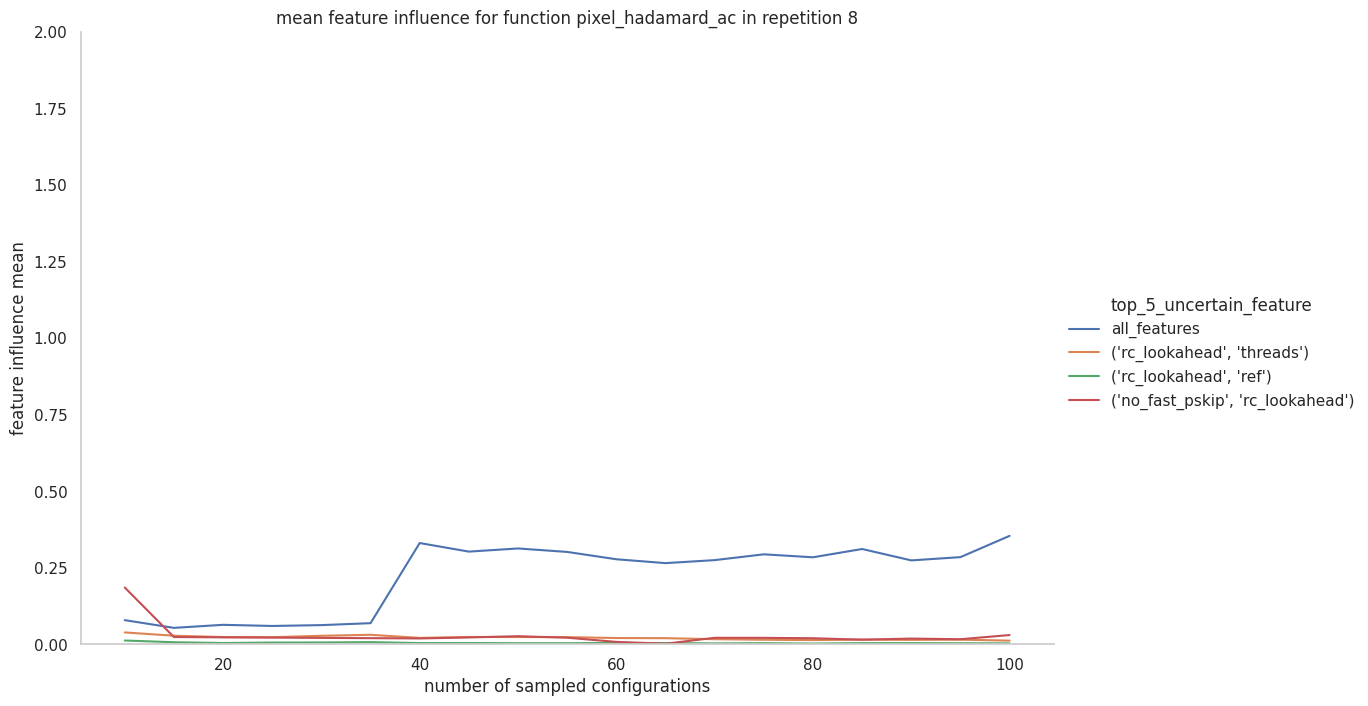 mean feature influence for function pixel_hadamard_ac in repetition 8
2.00
1.75
1.50
1.25
1.00
0.75
0.50
0.25
0.00
feature influence mean
20
40
60
80
100
number of sampled configurations
top_5_uncertain_feature
all_features
('rc_lookahead', 'threads')
('rc_lookahead', 'ref')
('no_fast_pskip', 'rc_lookahead')